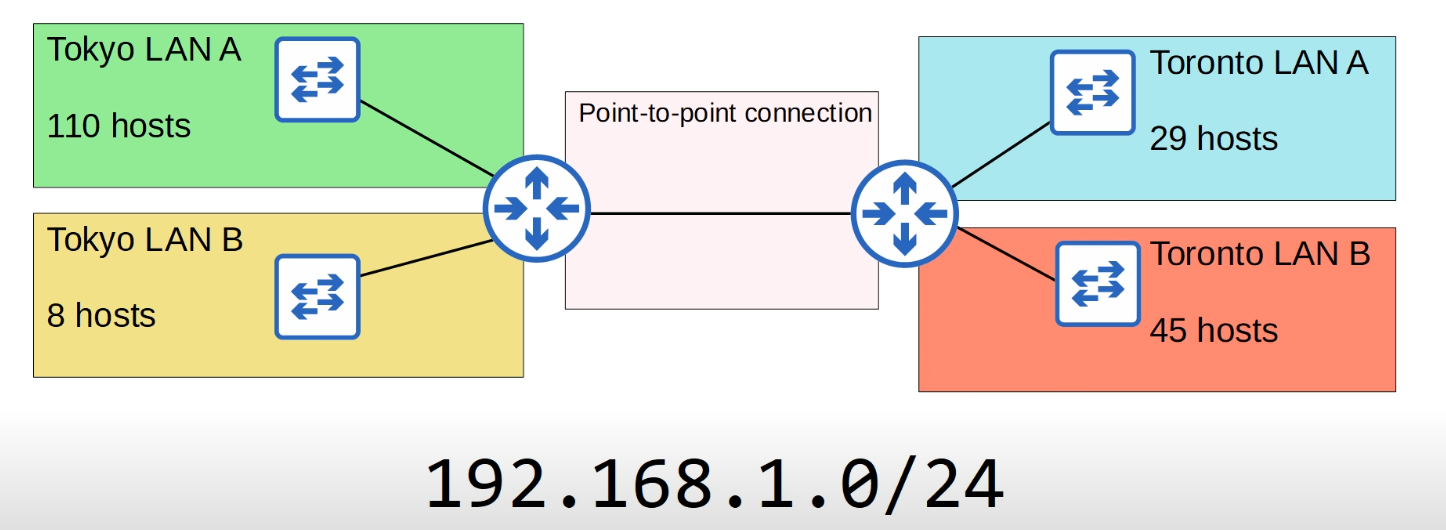 Tokyo LAN A
110 hosts
Tokyo LAN B
8 hosts
Point-to-point connection
Toronto LAN A
29 hosts
Toronto LAN B
45 hosts
192.168.1.0/24